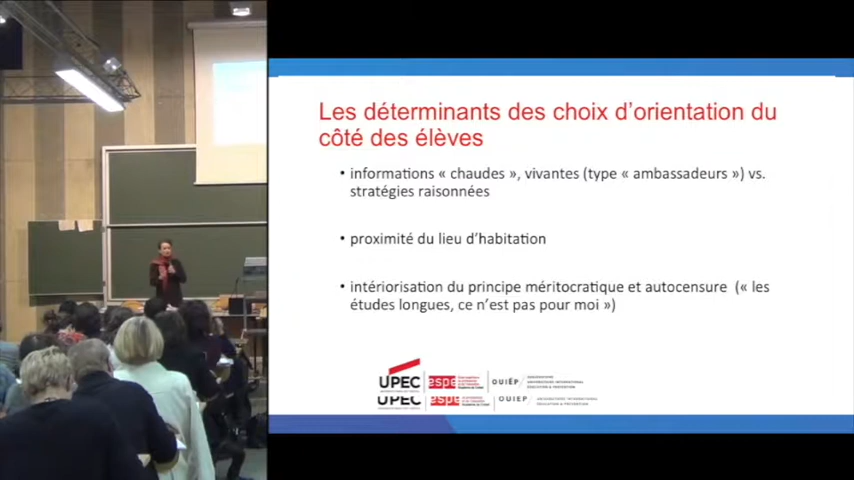 Les déterminants des choix d'orientation du
côté des élèves
• informations « chaudes », vivantes (type « ambassadeurs ») vs.
stratégies raisonnées
• proximité du lieu d'habitation
• intériorisation du principe méritocratique et autocensure (« les
études longues, ce n'est pas pour moi »)
UPEC
espe
OUIEP
UPEC
espe
OUIEP